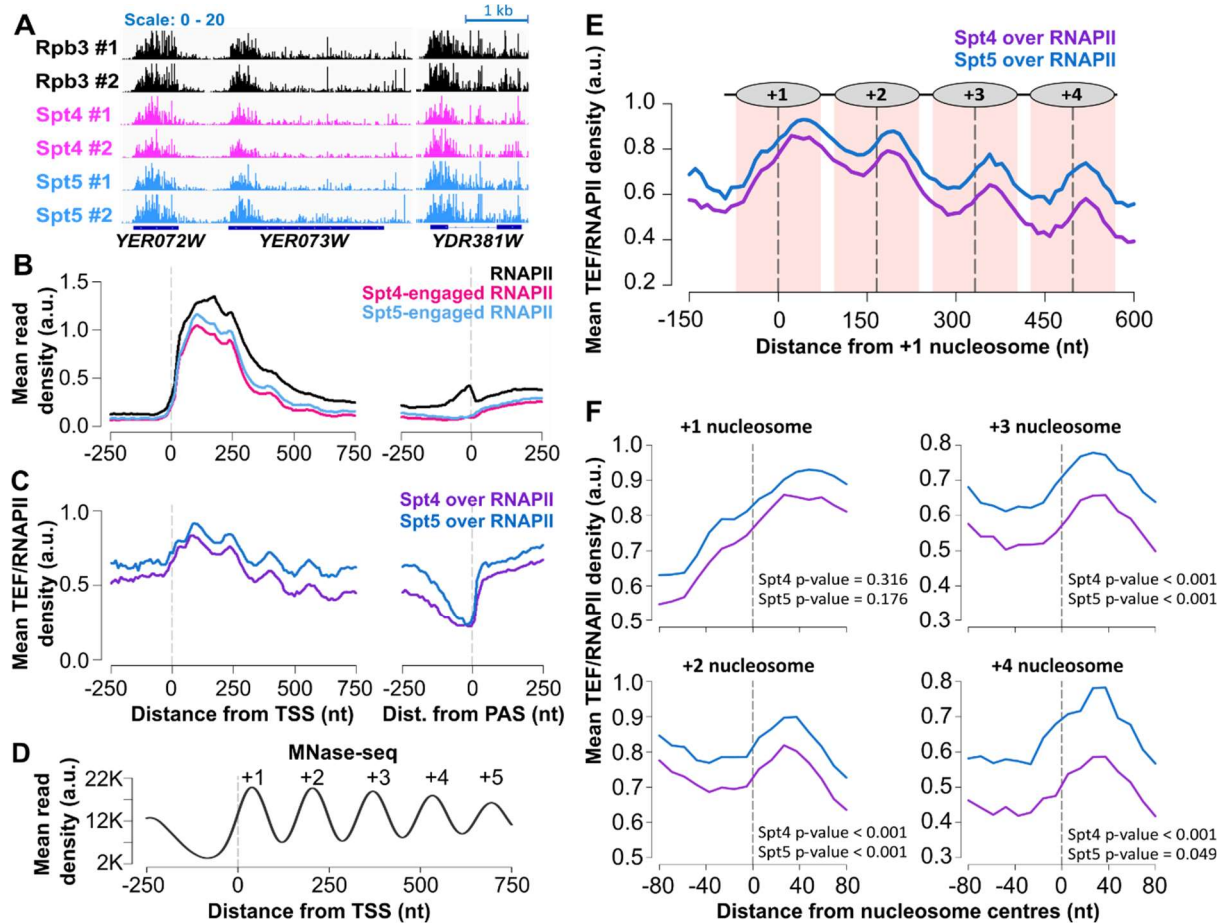 A
Scale: 0 - 20
1 kb
Rpb3 #1
Rpb3 #2
Spt4 #1
Spt4 #2
Spt5 #1
Spt5 #2
YER072W
YER073W
YDR381W
B
RNAPII
Spt4-engaged RNAPII
Spt5-engaged RNAPII
Mean read
density (a.u.)
1.5
1.0
0.5
0.0
-250 0 250 500 750
-250 0 250
C
Spt4 over RNAPII
Spt5 over RNAPII
Mean TEF/RNAPII
density (a.u.)
1.0
0.5
0.0
-250 0 250 500 750
-250 0 250
Distance from TSS (nt)
Dist. from PAS (nt)
D
MNase-seq
+1 +2 +3 +4 +5
Mean read
density (a.u.)
22K
12K
2K
-250 0 250 500 750
Distance from TSS (nt)
E
Spt4 over RNAPII
Spt5 over RNAPII
+1 +2 +3 +4
Mean TEF/RNAPII density (a.u.)
1.0
0.8
0.6
0.4
0.2
-150 0 150 300 450 600
Distance from +1 nucleosome (nt)
F
Mean TEF/RNAPII density (a.u.)
+1 nucleosome
1.0
0.9
0.8
0.7
0.6
0.5
Spt4 p-value = 0.316
Spt5 p-value = 0.176
+3 nucleosome
0.8
0.7
0.6
0.5
0.4
0.3
Spt4 p-value < 0.001
Spt5 p-value < 0.001
+2 nucleosome
1.0
0.9
0.8
0.7
0.6
0.5
Spt4 p-value < 0.001
Spt5 p-value < 0.001
-80 -40 0 40 80
+4 nucleosome
0.8
0.7
0.6
0.5
0.4
0.3
Spt4 p-value < 0.001
Spt5 p-value = 0.049
-80 -40 0 40 80
Distance from nucleosome centres (nt)